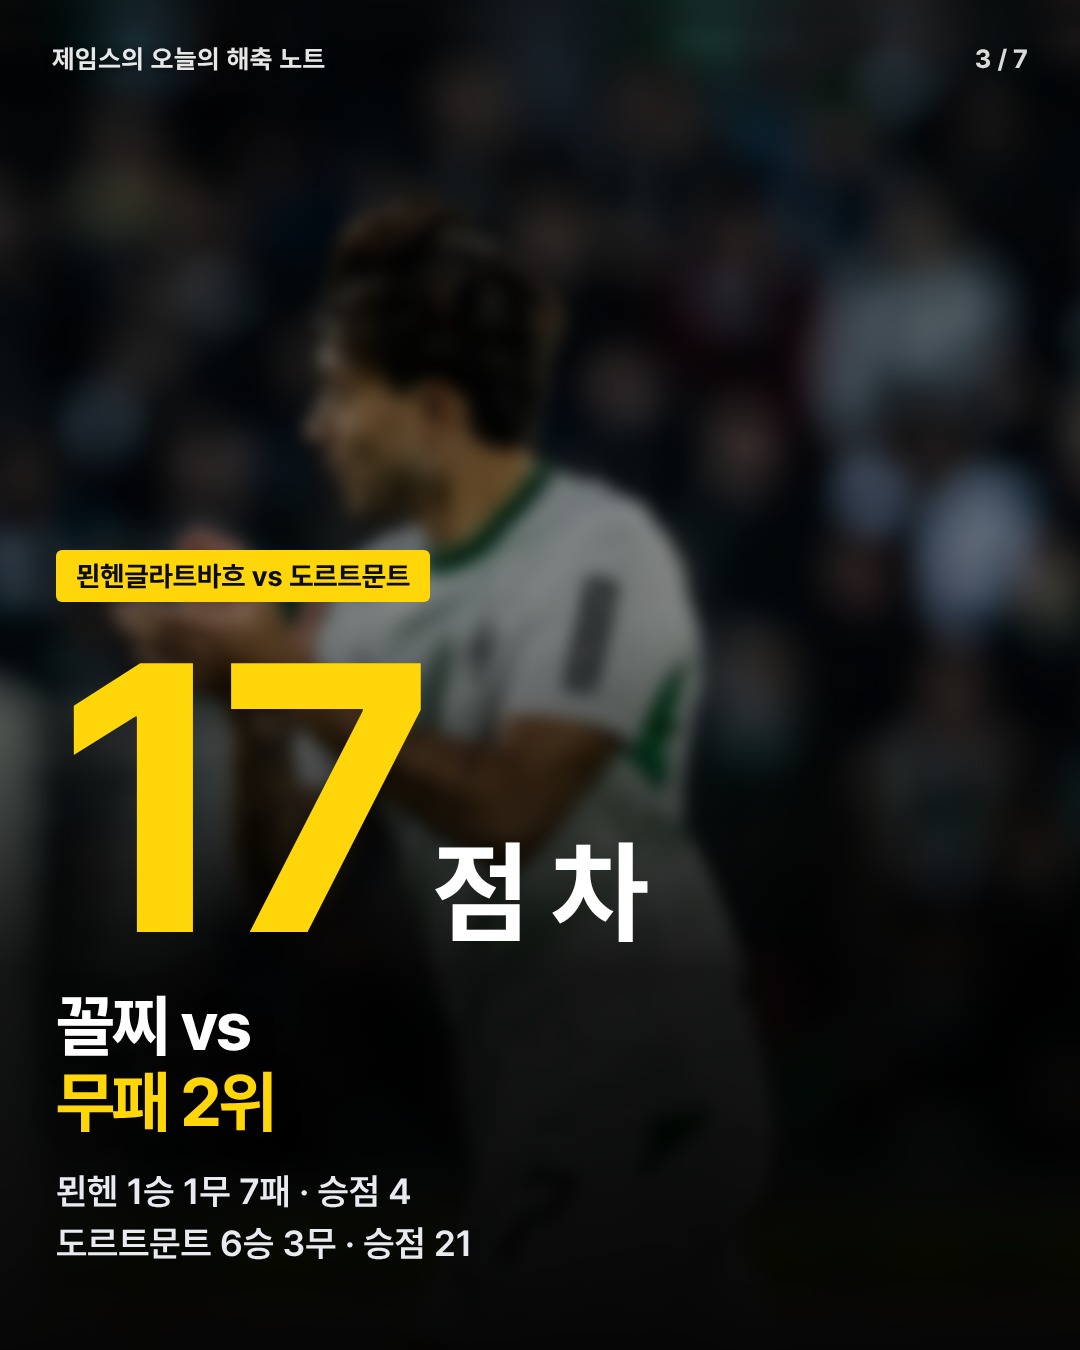 제임스의 오늘의 해축 노트
3 / 7
묀헨글라트바흐 vs 도르트문트
17점 차
꼴찌 vs
무패 2위
묀헨 1승 1무 7패 · 승점 4
도르트문트 6승 3무 · 승점 21